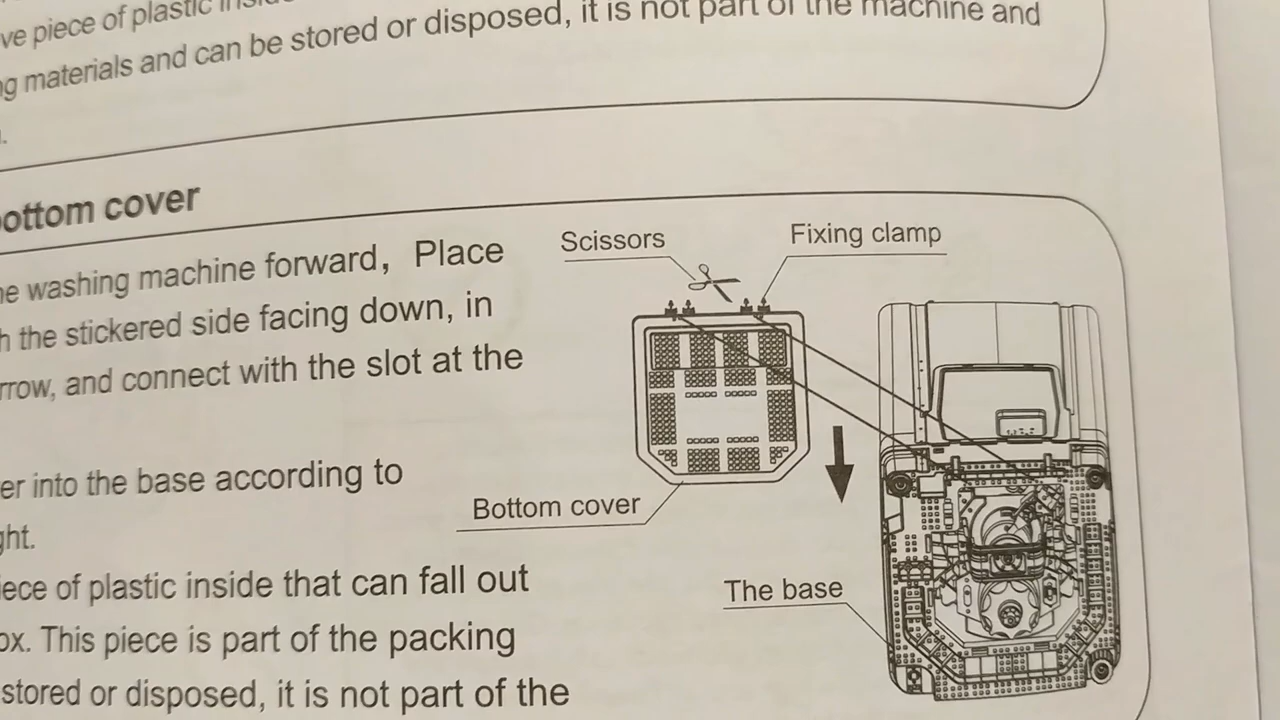 ve piece of plastic
ng materials and can be stored or disposed, it is not part of the machine and
ottom cover
he washing machine forward, Place
h the stickered side facing down, in
rrow, and connect with the slot at the
er into the base according to
ght.
iece of plastic inside that can fall out
ox. This piece is part of the packing
stored or disposed, it is not part of the
Scissors
Fixing clamp
Bottom cover
The base